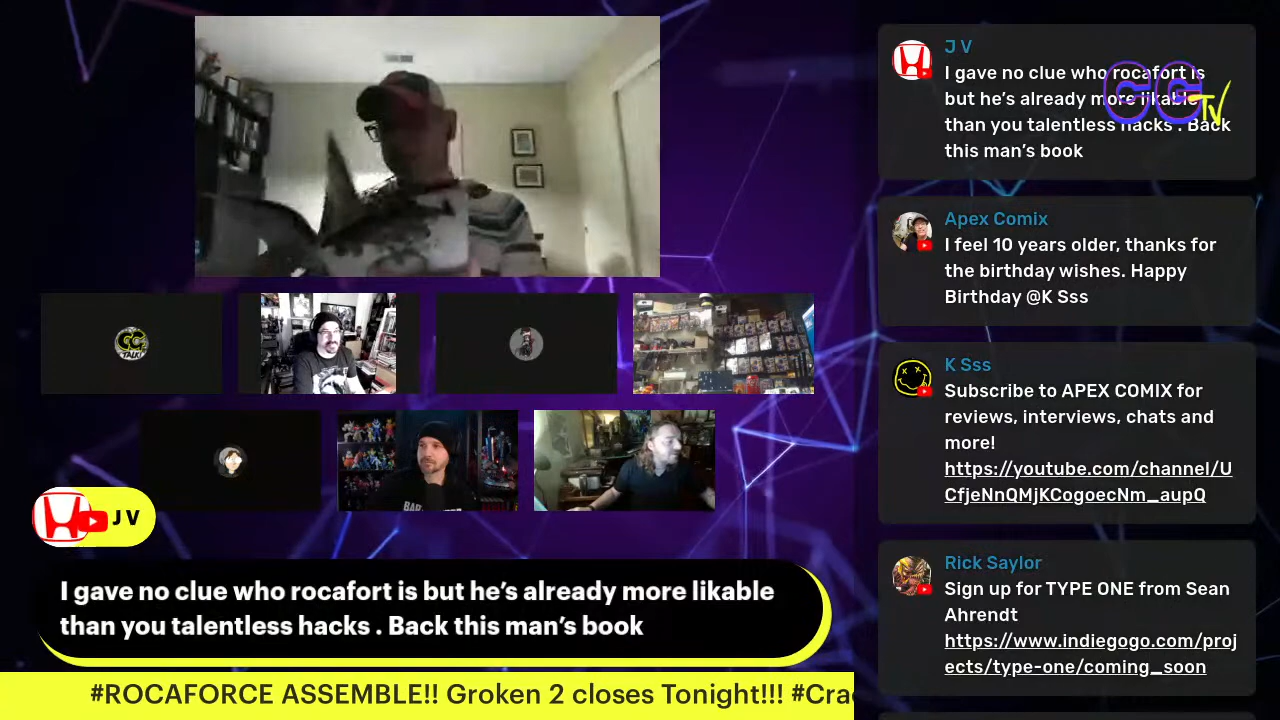 J V
I gave no clue who rocafort is
but he’s already more likable
than you talentless hacks . Back
this man’s book
GG
TV
Apex Comix
I feel 10 years older, thanks for
the birthday wishes. Happy
Birthday @K Sss
K Sss
Subscribe to APEX COMIX for
reviews, interviews, chats and
more!
https://youtube.com/channel/U
CfjeNnQMjKCogoecNm_aupQ
Rick Saylor
Sign up for TYPE ONE from Sean
Ahrendt
https://www.indiegogo.com/proj
ects/type-one/coming_soon
J V
I gave no clue who rocafort is but he’s already more likable
than you talentless hacks . Back this man’s book
#ROCAFORCE ASSEMBLE!! Groken 2 closes Tonight!!! #Cra